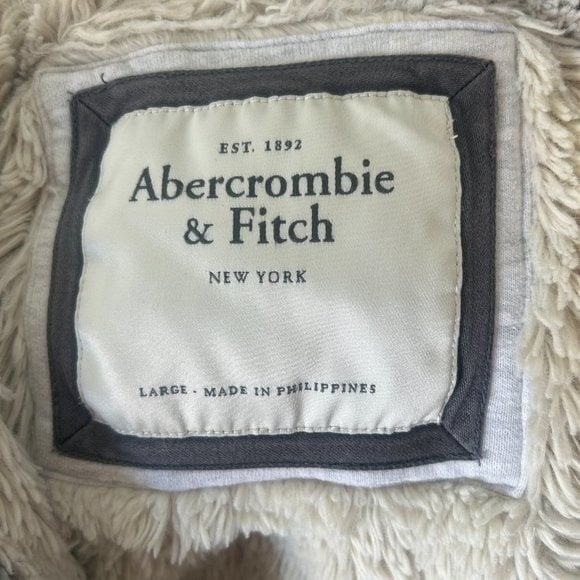 EST. 1892
Abercrombie
& Fitch
NEW YORK
LARGE - MADE IN PHILIPPINES